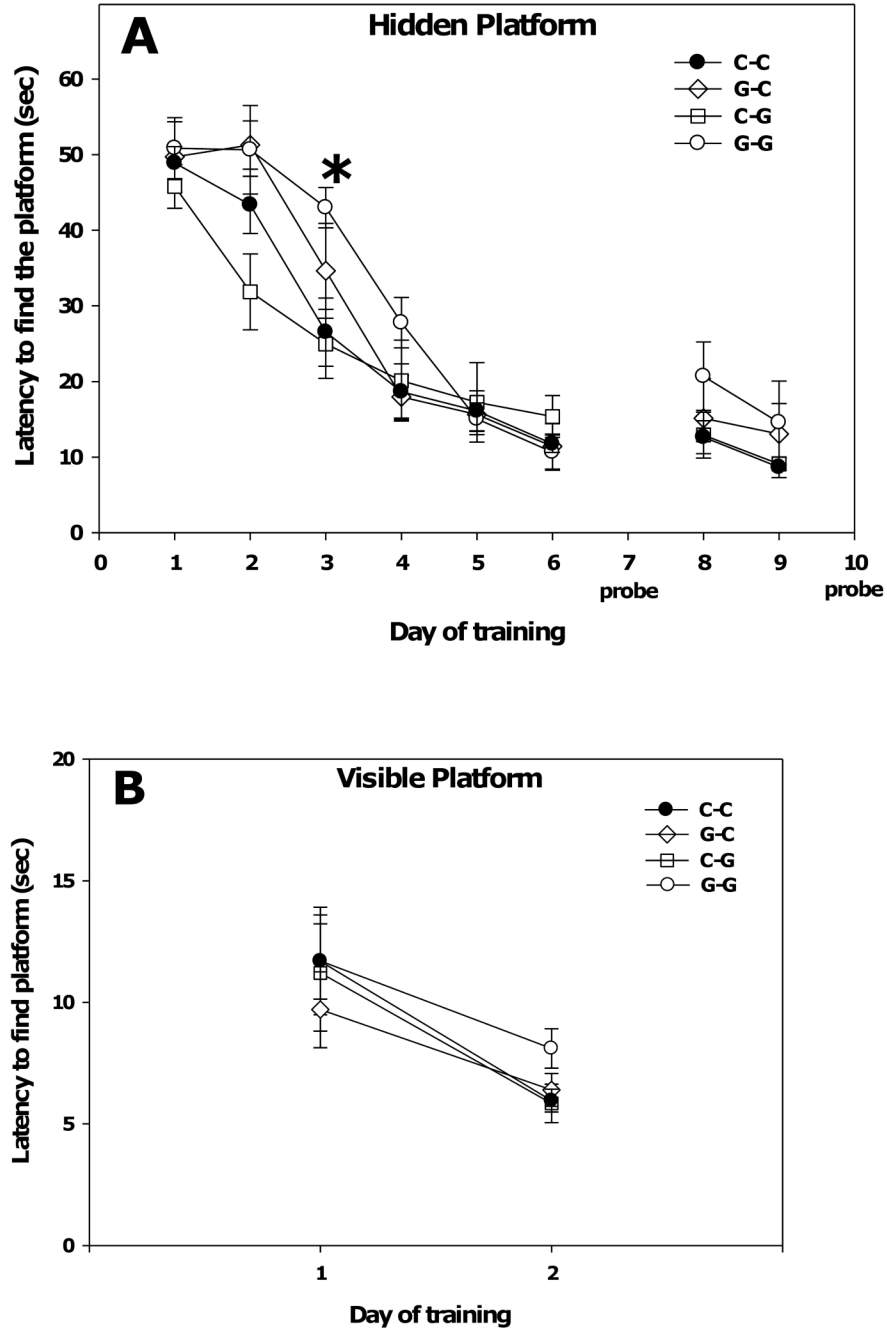 A
Hidden Platform
C-C
G-C
C-G
G-G
Latency to find the platform (sec)
60
50
40
30
20
10
0
*
0 1 2 3 4 5 6 7 8 9 10
probe probe
Day of training
B
Visible Platform
C-C
G-C
C-G
G-G
Latency to find platform (sec)
20
15
10
5
0
1 2
Day of training